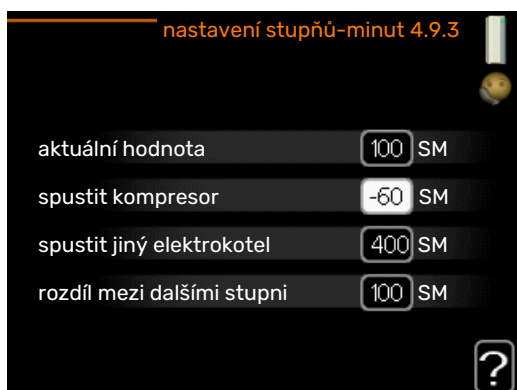 nastavení stupňů-minut 4.9.3
aktuální hodnota 100 SM
spustit kompresor -60 SM
spustit jiný elektrokotel 400 SM
rozdíl mezi dalšími stupni 100 SM
?